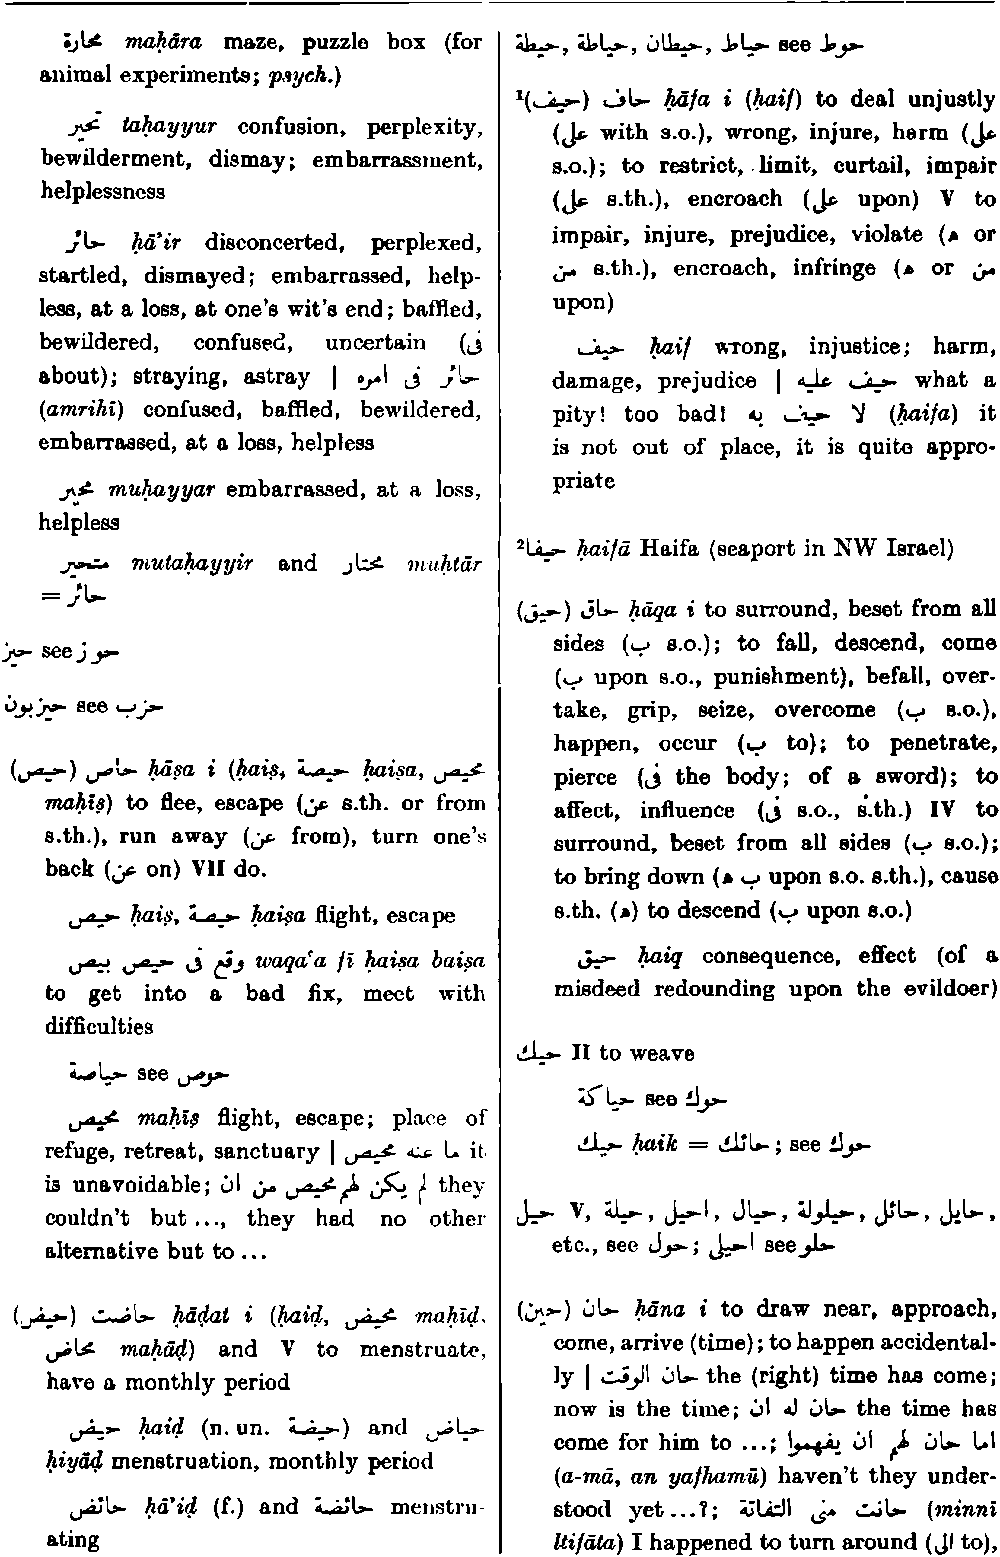 محارة maḥāra maze, puzzle box (for
animal experiments; psych.)
تحير taḥayyur confusion, perplexity,
bewilderment, dismay; embarrassment,
helplessness
حائر ḥā’ir disconcerted, perplexed,
startled, dismayed; embarrassed, help-
less, at a loss, at one’s wit’s end; baffled,
bewildered, confused, uncertain (فى
about); straying, astray | حائر فى امره
(amrihī) confused, baffled, bewildered,
embarrassed, at a loss, helpless
محير muḥayyar embarrassed, at a loss,
helpless
متحير mutaḥayyir and محتار muḥtār
= حائر
حيز see حوز
حيزبون see حزب
(حيص) حاص ḥāṣa i (ḥaiṣ, حيصة ḥaiṣa, محيص
maḥīṣ) to flee, escape (عن s.th. or from
s.th.), run away (عن from), turn one’s
back (عن on) VII do.
حيص ḥaiṣ, حيصة ḥaiṣa flight, escape
وقع فى حيص بيص waqa‘a fī ḥaiṣa baiṣa
to get into a bad fix, meet with
difficulties
حياصة see حوص
محيص maḥīṣ flight, escape; place of
refuge, retreat, sanctuary | ما عنه محيص it
is unavoidable; لم يكن لهم محيص من ان they
couldn’t but ..., they had no other
alternative but to ...
(حيض) حاضت ḥāḍat i (ḥaiḍ, محيض maḥīḍ,
محاض maḥāḍ) and V to menstruate,
have a monthly period
حيض ḥaiḍ (n. un. حيضة) and حياض
ḥiyāḍ menstruation, monthly period
حائض ḥā’iḍ (f.) and حائضة menstru-
ating
حيطة, حياطة, حيطان, حياط see حوط
¹(حيف) حاف ḥāfa i (ḥaif) to deal unjustly
(على with s.o.), wrong, injure, harm (على
s.o.); to restrict, limit, curtail, impair
(على s.th.), encroach (على upon) V to
impair, injure, prejudice, violate (ه or
من s.th.), encroach, infringe (ه or من
upon)
حيف ḥaif wrong, injustice; harm,
damage, prejudice | حيف عليه what a
pity! too bad! لا حيف به (ḥaifa) it
is not out of place, it is quite appro-
priate
²حيفا ḥaifā Haifa (seaport in NW Israel)
(حيق) حاق ḥāqa i to surround, beset from all
sides (ب s.o.); to fall, descend, come
(ب upon s.o., punishment), befall, over-
take, grip, seize, overcome (ب s.o.),
happen, occur (ب to); to penetrate,
pierce (فى the body; of a sword); to
affect, influence (فى s.o., s.th.) IV to
surround, beset from all sides (ب s.o.);
to bring down (ه ب upon s.o. s.th.), cause
s.th. (ه) to descend (ب upon s.o.)
حيق ḥaiq consequence, effect (of a
misdeed redounding upon the evildoer)
حيك II to weave
حياكة see حوك
حيك ḥaik = حائك; see حوك
حيل V, حيلة, احيل, حيال, حيلولة, حائل, حايل,
etc., see حول; احيلى see حلو
(حين) حان ḥāna i to draw near, approach,
come, arrive (time); to happen accidental-
ly | حان الوقت the (right) time has come;
now is the time; حان له ان the time has
come for him to ...; اما حان لهم ان يفهموا
(a-mā, an yafhamū) haven’t they under-
stood yet ...?; حانت منى التفاتة (minnī
ltifāta) I happened to turn around (الى to),